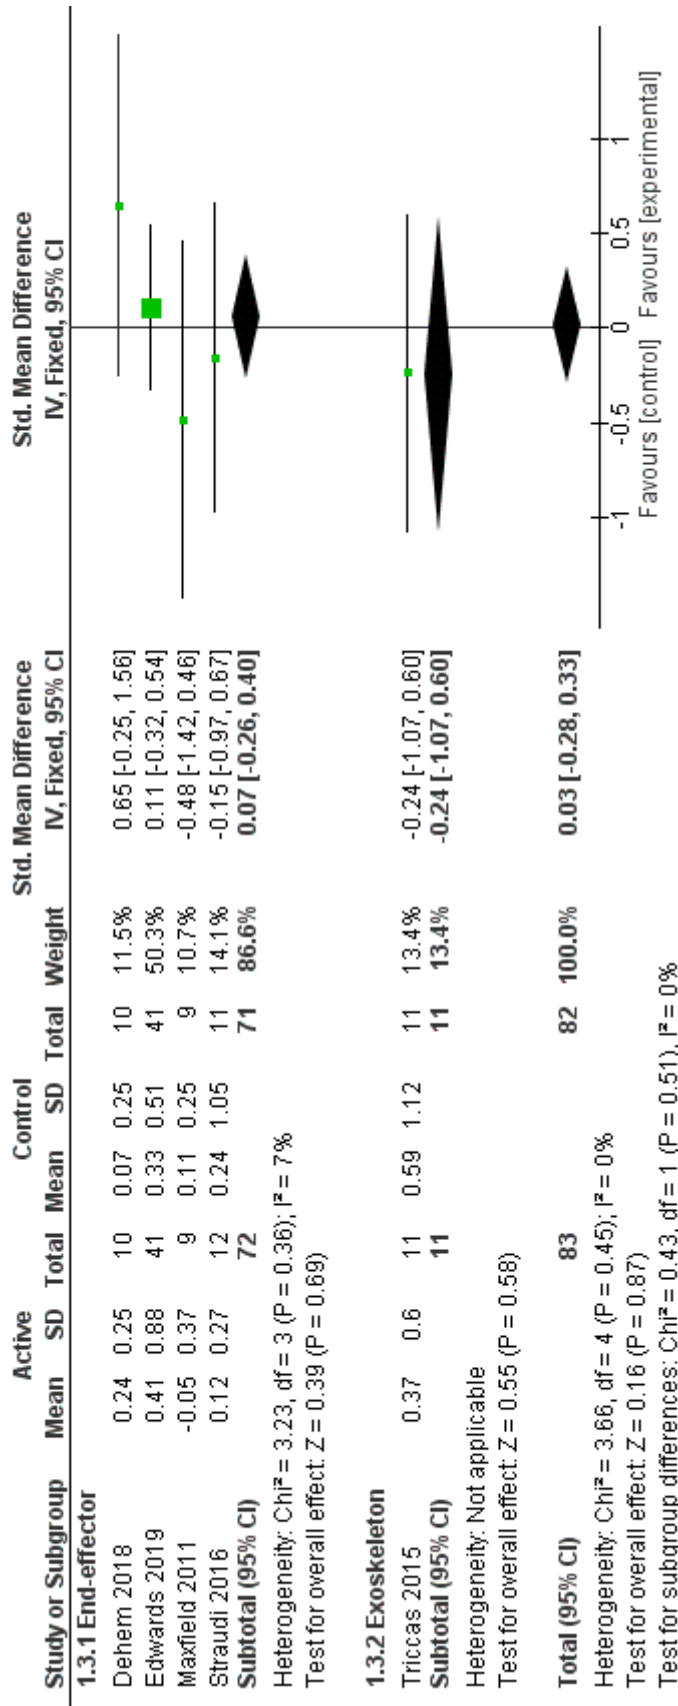 Active Control Std. Mean Difference Std. Mean Difference
Study or Subgroup Mean SD Total Mean SD Total Weight IV, Fixed, 95% CI IV, Fixed, 95% CI
1.3.1 End-effector
Dehem 2018 0.24 0.25 10 0.07 0.25 10 11.5% 0.65 [-0.25, 1.56]
Edwards 2019 0.41 0.88 41 0.33 0.51 41 50.3% 0.11 [-0.32, 0.54]
Maxfield 2011 -0.05 0.37 9 0.11 0.25 9 10.7% -0.48 [-1.42, 0.46]
Straudi 2016 0.12 0.27 12 0.24 1.05 11 14.1% -0.15 [-0.97, 0.67]
Subtotal (95% CI) 72 71 86.6% 0.07 [-0.26, 0.40]
Heterogeneity: Chi² = 3.23, df = 3 (P = 0.36); I² = 7%
Test for overall effect: Z = 0.39 (P = 0.69)
1.3.2 Exoskeleton
Triccas 2015 0.37 0.6 11 0.59 1.12 11 13.4% -0.24 [-1.07, 0.60]
Subtotal (95% CI) 11 11 13.4% -0.24 [-1.07, 0.60]
Heterogeneity: Not applicable
Test for overall effect: Z = 0.55 (P = 0.58)
Total (95% CI) 83 82 100.0% 0.03 [-0.28, 0.33]
Heterogeneity: Chi² = 3.66, df = 4 (P = 0.45); I² = 0%
Test for overall effect: Z = 0.16 (P = 0.87)
Test for subgroup differences: Chi² = 0.43, df = 1 (P = 0.51), I² = 0%
-1 -0.5 0 0.5 1
Favours [control] Favours [experimental]